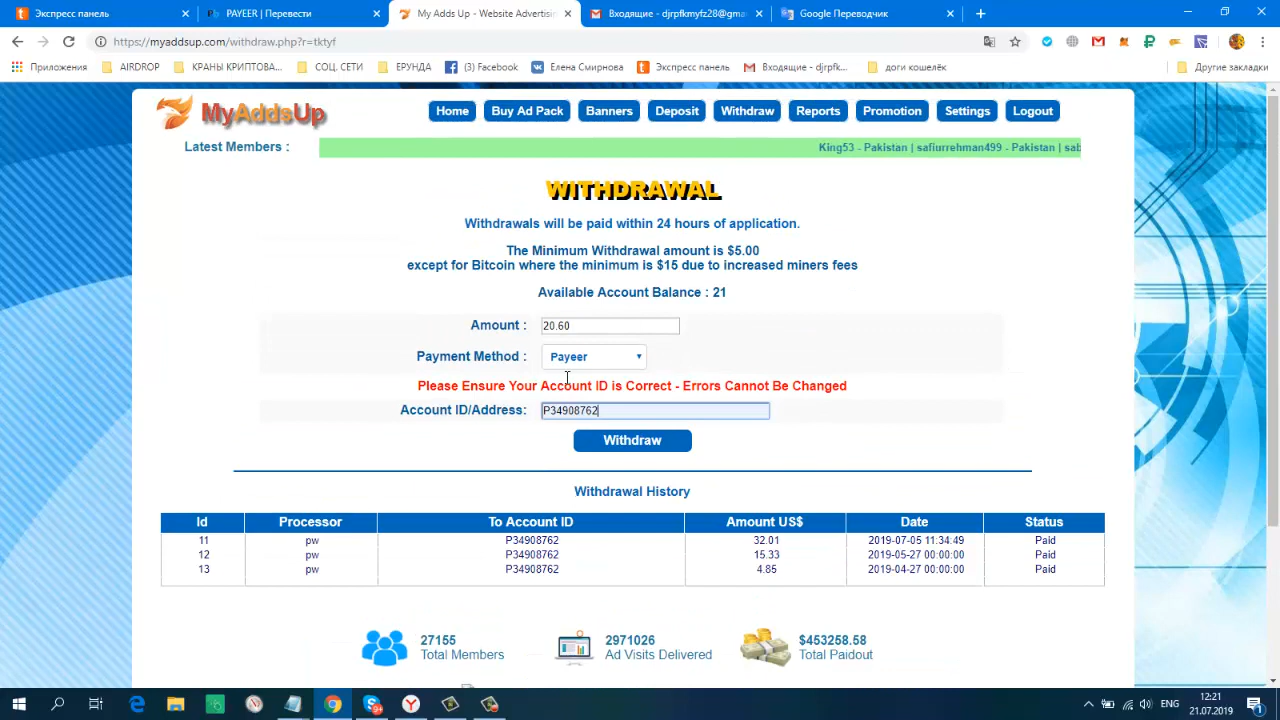 Экспресс панель
PAYEER | Перевести
My Adds Up - Website Advertisin
Входящие - djrpfkmyfz28@gma
Google Переводчик
https://myaddsup.com/withdraw.php?r=tktyf
Приложения
AIRDROP
КРАНЫ КРИПТОВА...
СОЦ. СЕТИ
ЕРУНДА
Facebook
Елена Смирнова
Экспресс панель
Входящие - djrpfk...
доги кошелёк
Другие закладки
MyAddsUp
Home
Buy Ad Pack
Banners
Deposit
Withdraw
Reports
Promotion
Settings
Logout
Latest Members :
King53 - Pakistan | safiurrehman499 - Pakistan | sab
WITHDRAWAL
Withdrawals will be paid within 24 hours of application.
The Minimum Withdrawal amount is $5.00
except for Bitcoin where the minimum is $15 due to increased miners fees
Available Account Balance : 21
Amount : 20.60
Payment Method : Payeer
Please Ensure Your Account ID is Correct - Errors Cannot Be Changed
Account ID/Address: P34908762
Withdraw
Withdrawal History
Id Processor To Account ID Amount US$ Date Status
11 pw P34908762 32.01 2019-07-05 11:34:49 Paid
12 pw P34908762 15.33 2019-05-27 00:00:00 Paid
13 pw P34908762 4.85 2019-04-27 00:00:00 Paid
27155
Total Members
2971026
Ad Visits Delivered
$453258.58
Total Paidout
ENG
12:21
21.07.2019